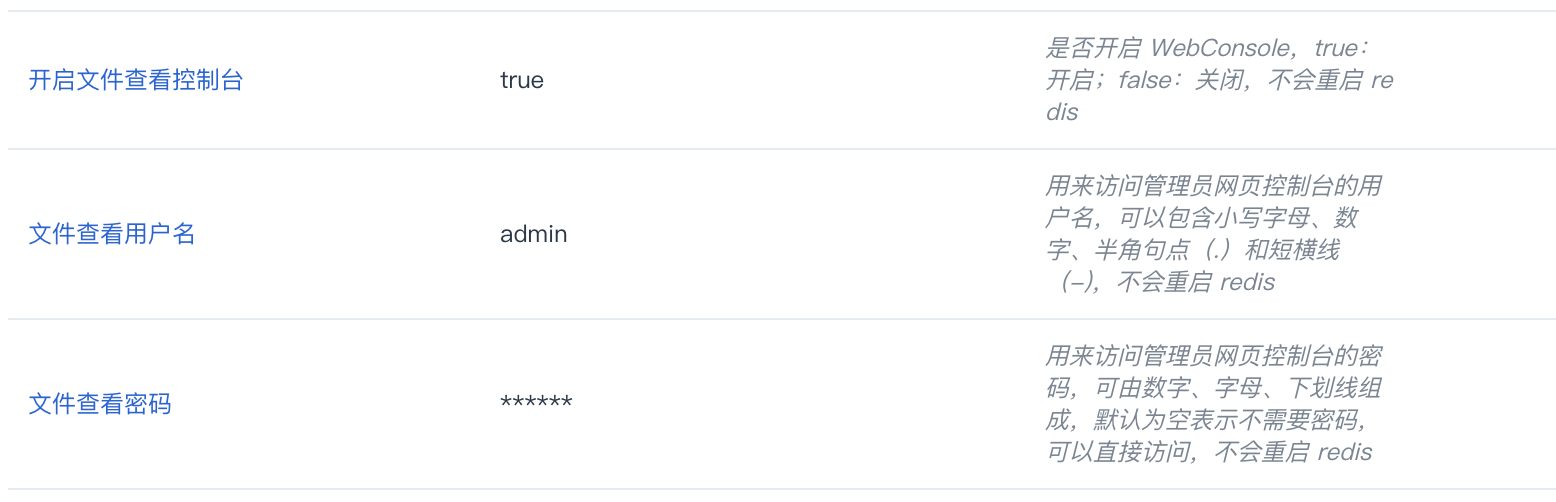 开启文件查看控制台
true
是否开启 WebConsole，true：
开启；false：关闭，不会重启 re
dis
文件查看用户名
admin
用来访问管理员网页控制台的用
户名，可以包含小写字母、数
字、半角句点（.）和短横线
（–)，不会重启 redis
文件查看密码
******
用来访问管理员网页控制台的密
码，可由数字、字母、下划线组
成，默认为空表示不需要密码，
可以直接访问，不会重启 redis